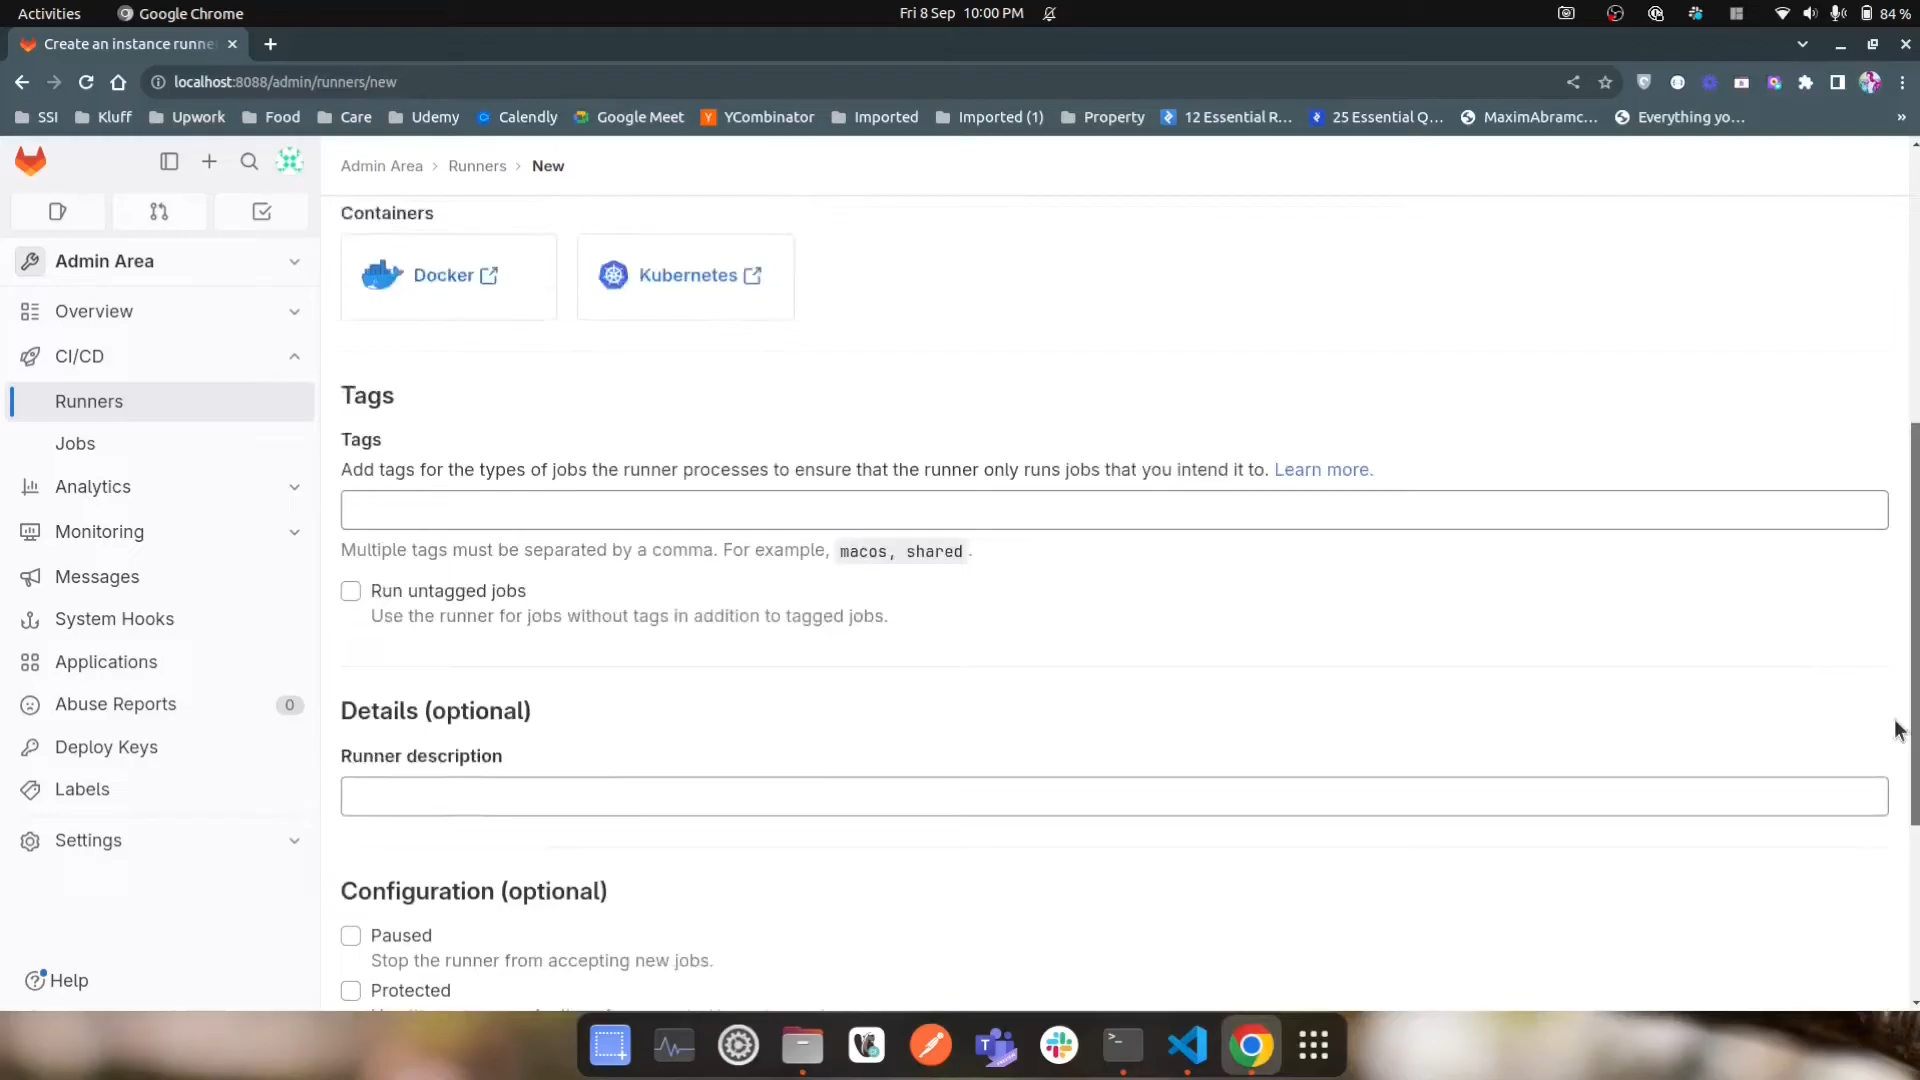 Activities
Google Chrome
Fri 8 Sep 10:00 PM
84 %
Create an instance runne
localhost:8088/admin/runners/new
SSI
Kluff
Upwork
Food
Care
Udemy
Calendly
Google Meet
YCombinator
Imported
Imported (1)
Property
12 Essential R...
25 Essential Q...
MaximAbramc...
Everything yo...
»
Admin Area › Runners › New
Admin Area
Overview
CI/CD
Runners
Jobs
Analytics
Monitoring
Messages
System Hooks
Applications
Abuse Reports
0
Deploy Keys
Labels
Settings
Help
Containers
Docker
Kubernetes
Tags
Tags
Add tags for the types of jobs the runner processes to ensure that the runner only runs jobs that you intend it to. Learn more.
Multiple tags must be separated by a comma. For example, macos, shared.
Run untagged jobs
Use the runner for jobs without tags in addition to tagged jobs.
Details (optional)
Runner description
Configuration (optional)
Paused
Stop the runner from accepting new jobs.
Protected